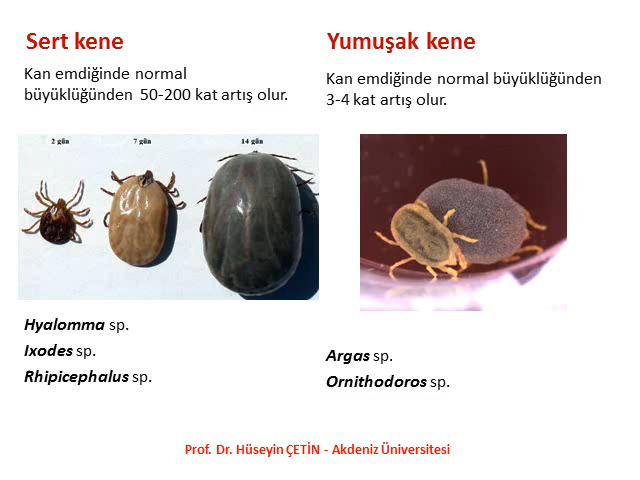 Sert kene
Kan emdiğinde normal
büyüklüğünden 50-200 kat artış olur.
2 gün
7 gün
14 gün
Hyalomma sp.
Ixodes sp.
Rhipicephalus sp.
Yumuşak kene
Kan emdiğinde normal büyüklüğünden
3-4 kat artış olur.
Argas sp.
Ornithodoros sp.
Prof. Dr. Hüseyin ÇETİN - Akdeniz Üniversitesi